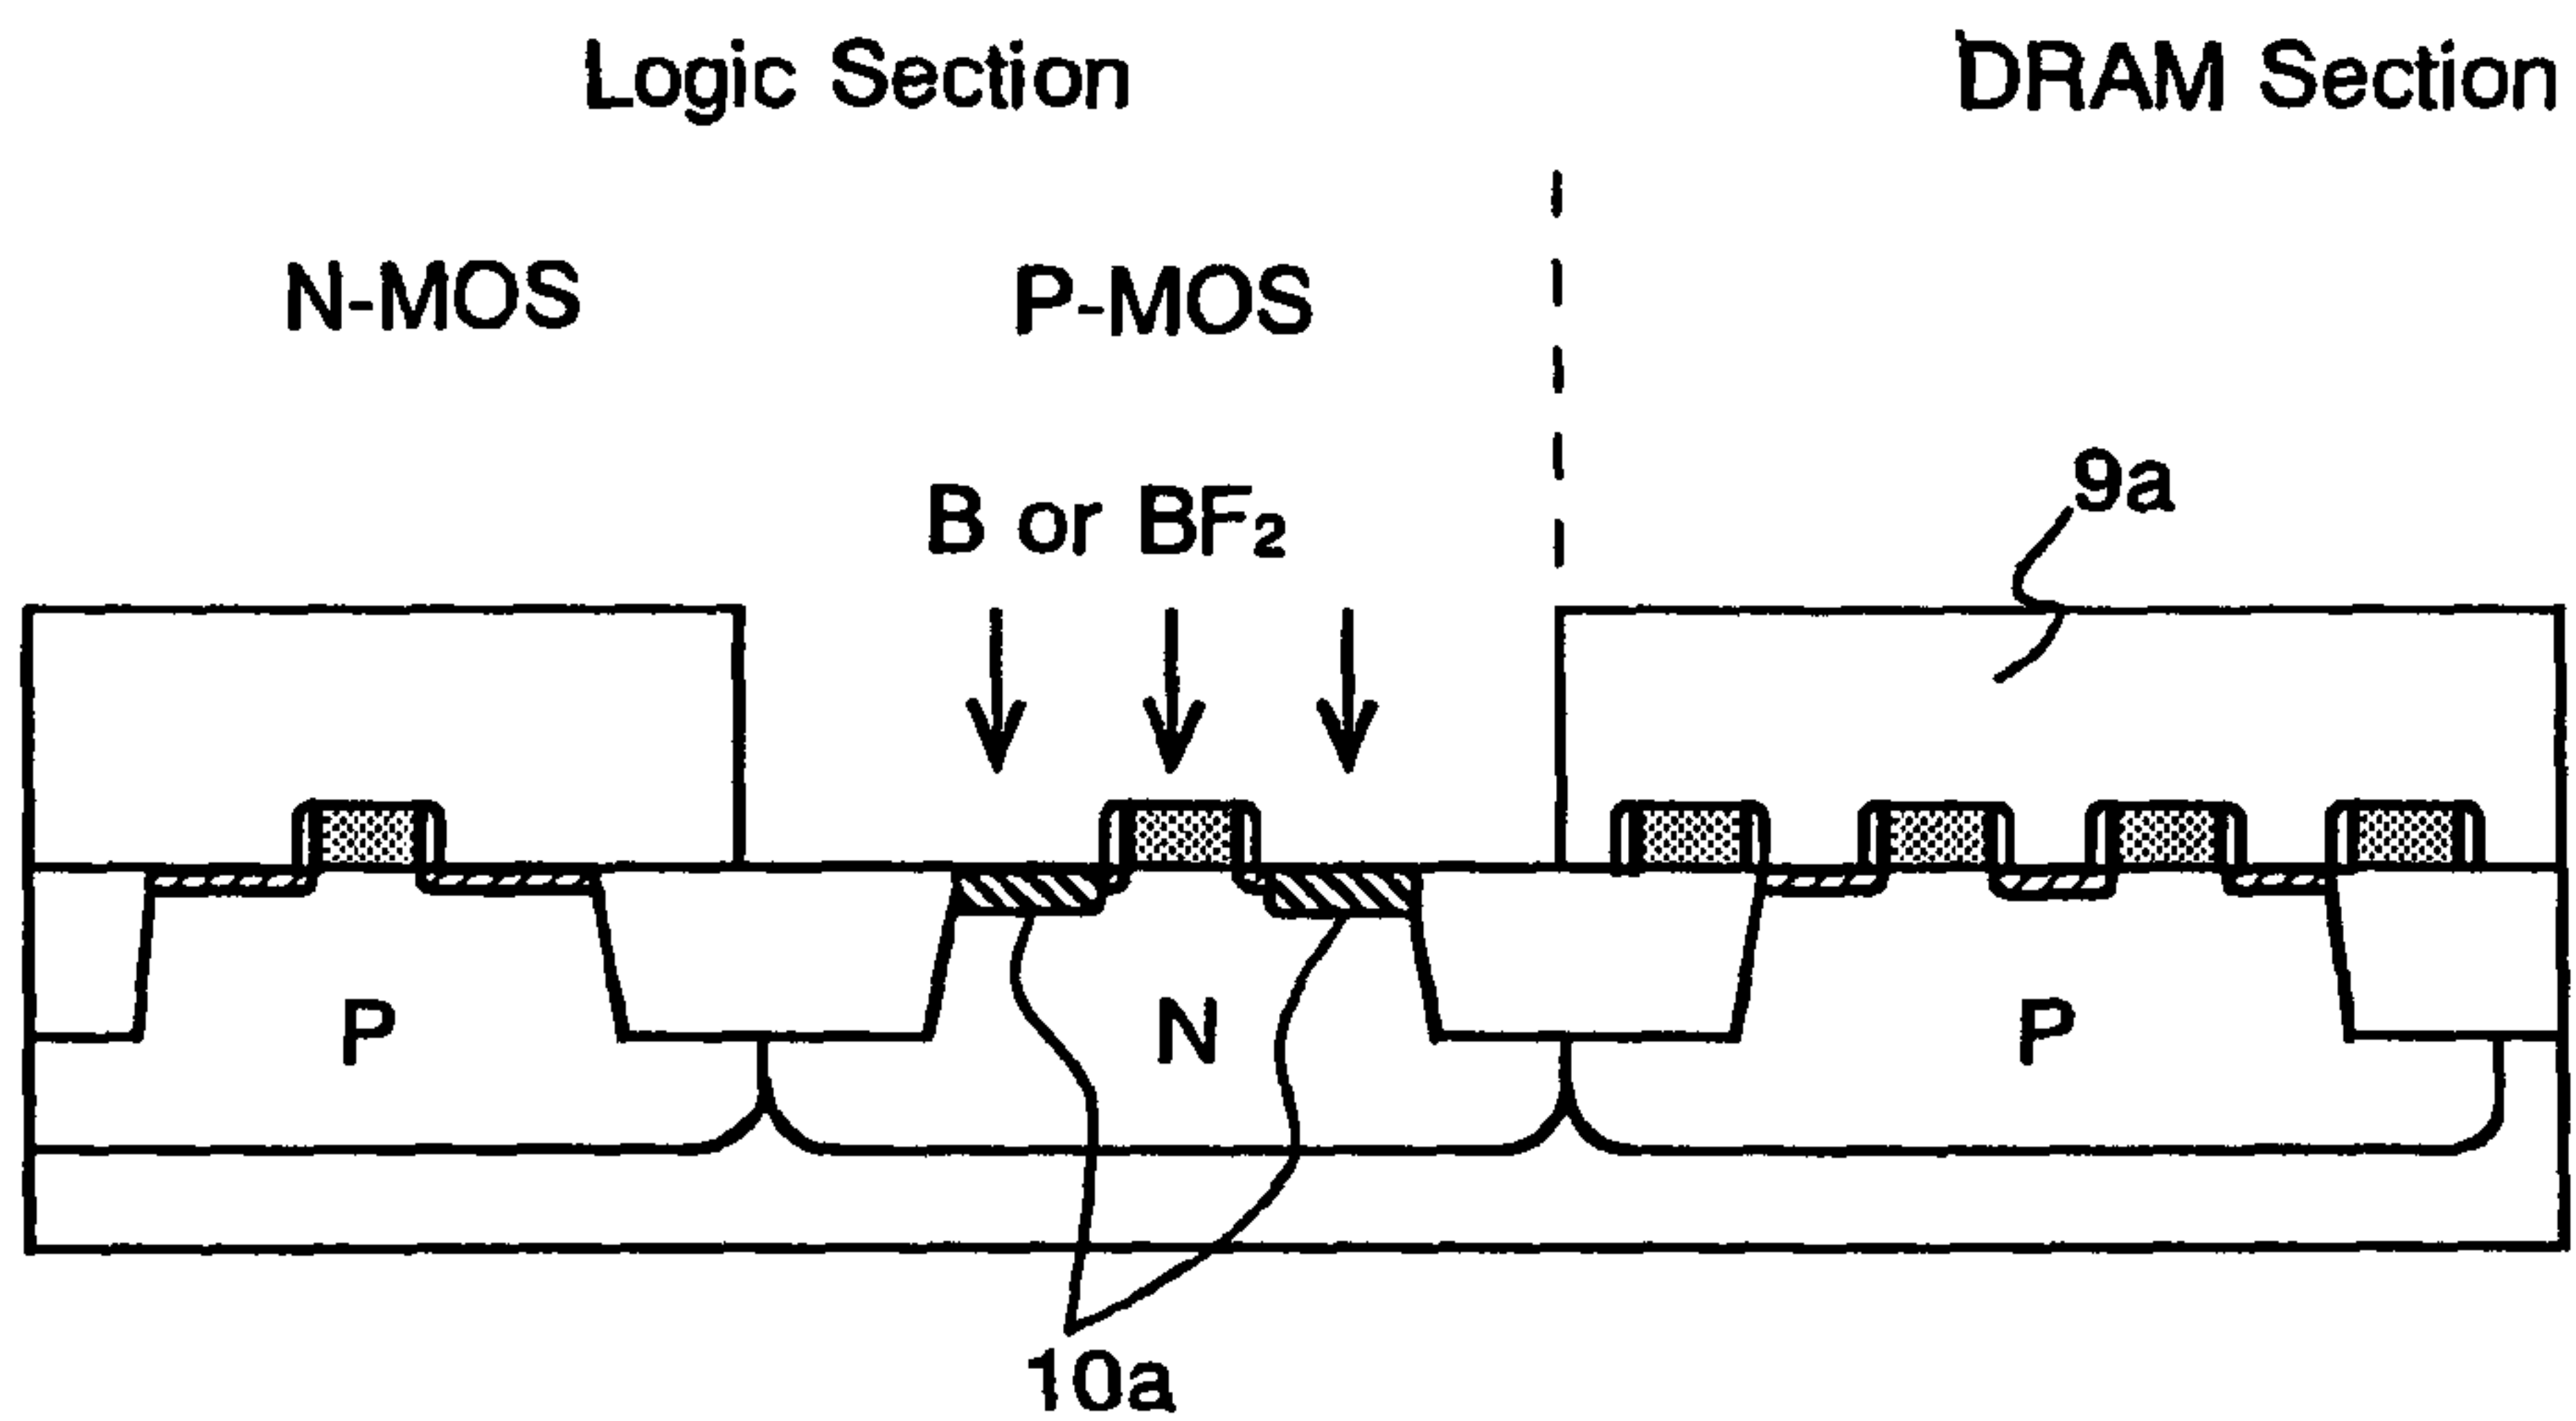 Logic Section
DRAM Section
N-MOS
P-MOS
B or BF₂
9a
P
N
P
10a